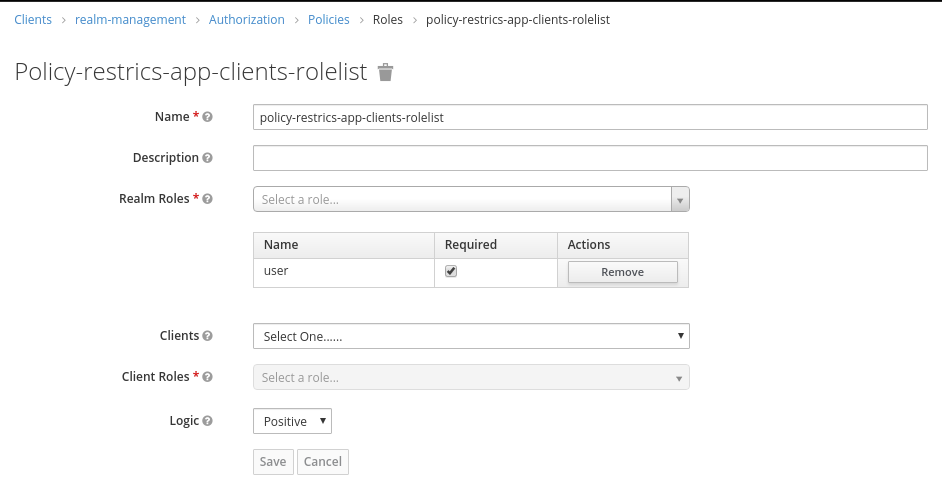 Clients > realm-management > Authorization > Policies > Roles > policy-restrics-app-clients-rolelist
Policy-restrics-app-clients-rolelist
Name * policy-restrics-app-clients-rolelist
Description
Realm Roles * Select a role...
Name Required Actions
user Remove
Clients Select One......
Client Roles * Select a role...
Logic Positive
Save Cancel